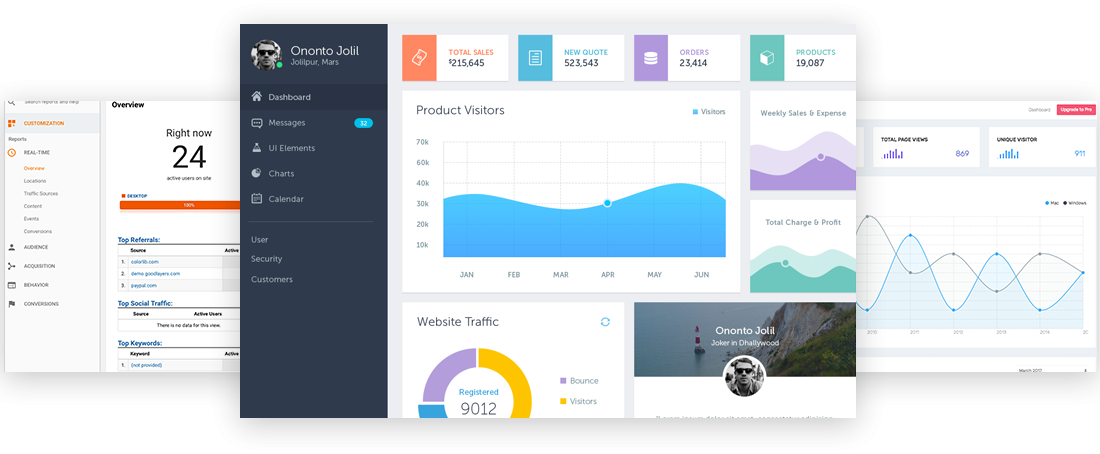 Search reports and help
CUSTOMIZATION
Reports
REAL-TIME
Overview
Locations
Traffic Sources
Content
Events
Conversions
AUDIENCE
ACQUISITION
BEHAVIOR
CONVERSIONS
Overview
Right now
24
active users on site
DESKTOP
100%
Top Referrals:
Source Active
1. colorlib.com
2. demo.goodlayers.com
3. paypal.com
Top Social Traffic:
Source Active Users
There is no data for this view.
Top Keywords:
Keyword Active
1. (not provided)
Ononto Jolil
Jolilpur, Mars
Dashboard
Messages 32
UI Elements
Charts
Calendar
User
Security
Customers
TOTAL SALES
$215,645
NEW QUOTE
523,543
ORDERS
23,414
PRODUCTS
19,087
Product Visitors
Visitors
70k
60k
50k
40k
30k
20k
10k
JAN FEB MAR APR MAY JUN
Weekly Sales & Expense
Total Charge & Profit
Website Traffic
Registered
9012
Bounce
Visitors
Ononto Jolil
Joker in Dhallywood
Dashboard Upgrade to Pro
TOTAL PAGE VIEWS
869
UNIQUE VISITOR
911
Mac Windows
2010 2011 2012 2013 2014
March 2017